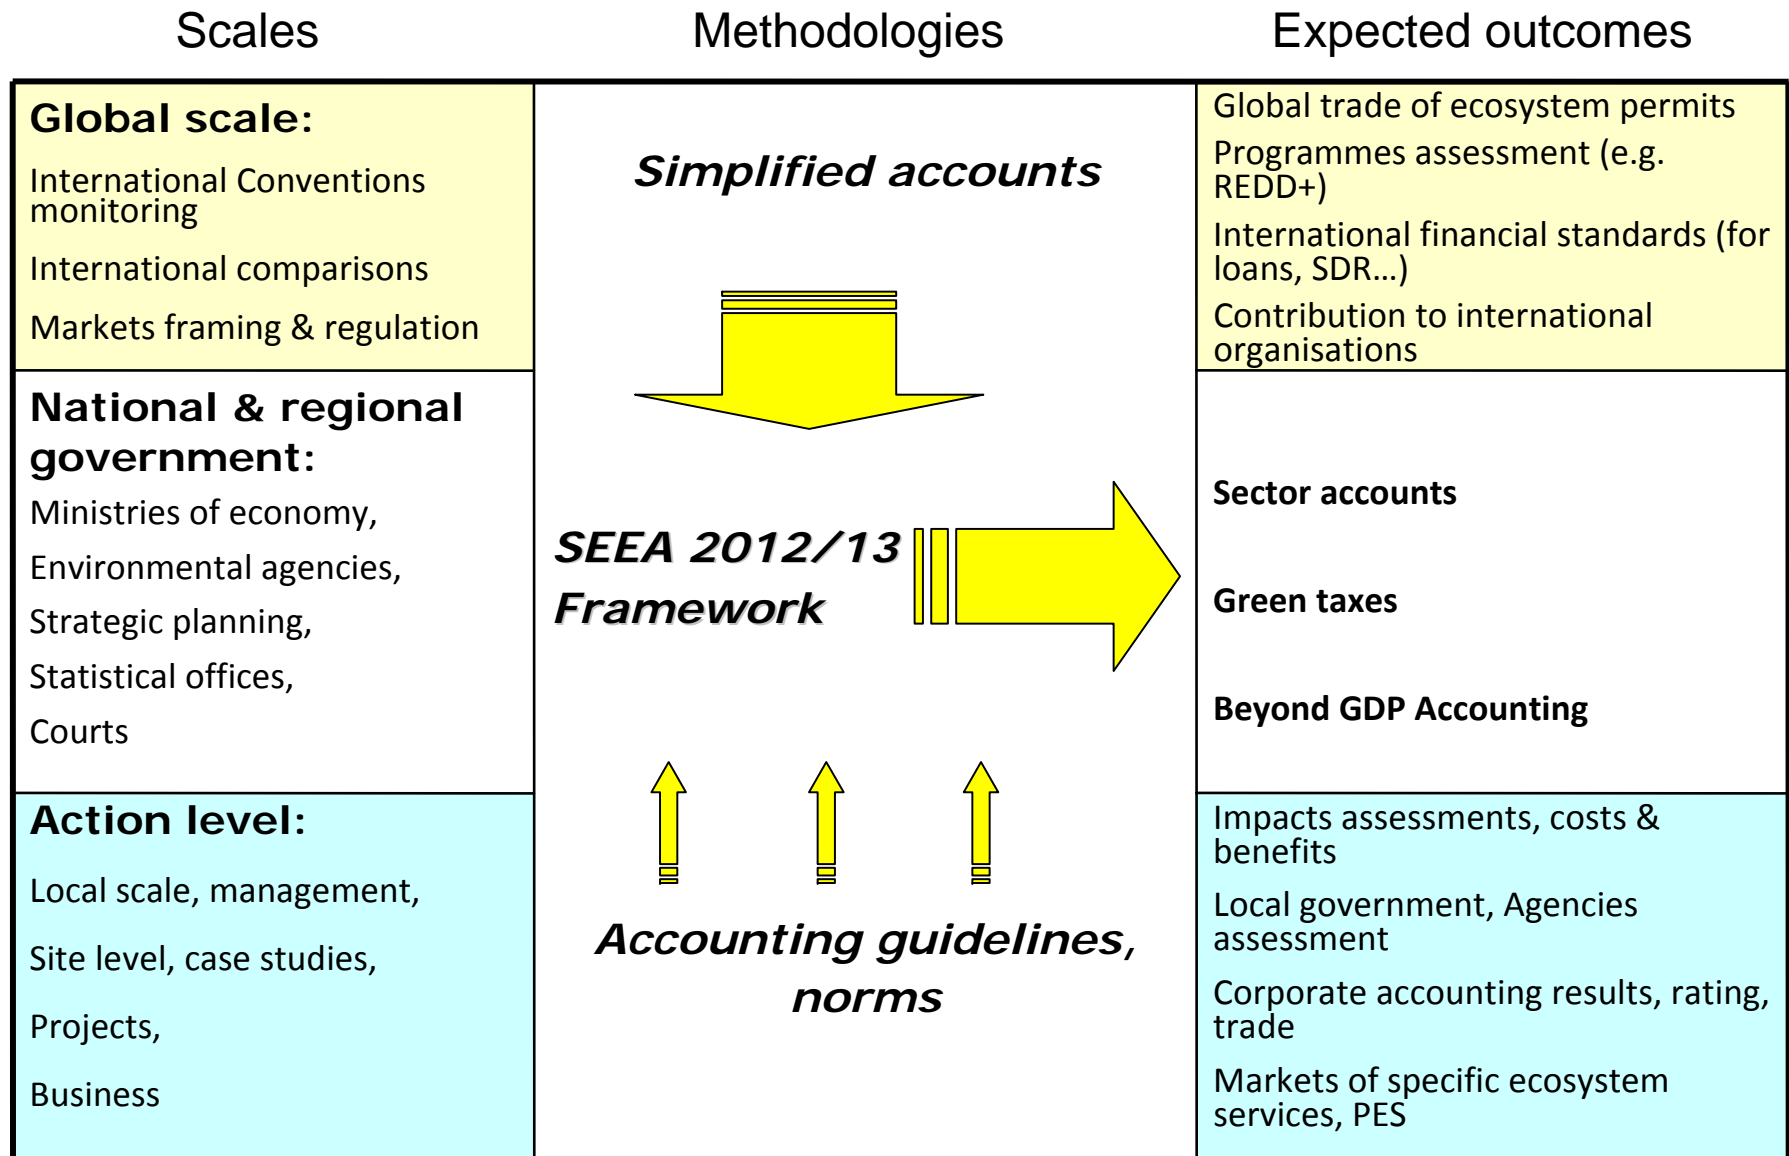 Scales
Methodologies
Expected outcomes
Global scale:
International Conventions
monitoring
International comparisons
Markets framing & regulation
Simplified accounts
Global trade of ecosystem permits
Programmes assessment (e.g.
REDD+)
International financial standards (for
loans, SDR...)
Contribution to international
organisations
National & regional
government:
Ministries of economy,
Environmental agencies,
Strategic planning,
Statistical offices,
Courts
SEEA 2012/13
Framework
Sector accounts
Green taxes
Beyond GDP Accounting
Action level:
Local scale, management,
Site level, case studies,
Projects,
Business
Accounting guidelines,
norms
Impacts assessments, costs &
benefits
Local government, Agencies
assessment
Corporate accounting results, rating,
trade
Markets of specific ecosystem
services, PES